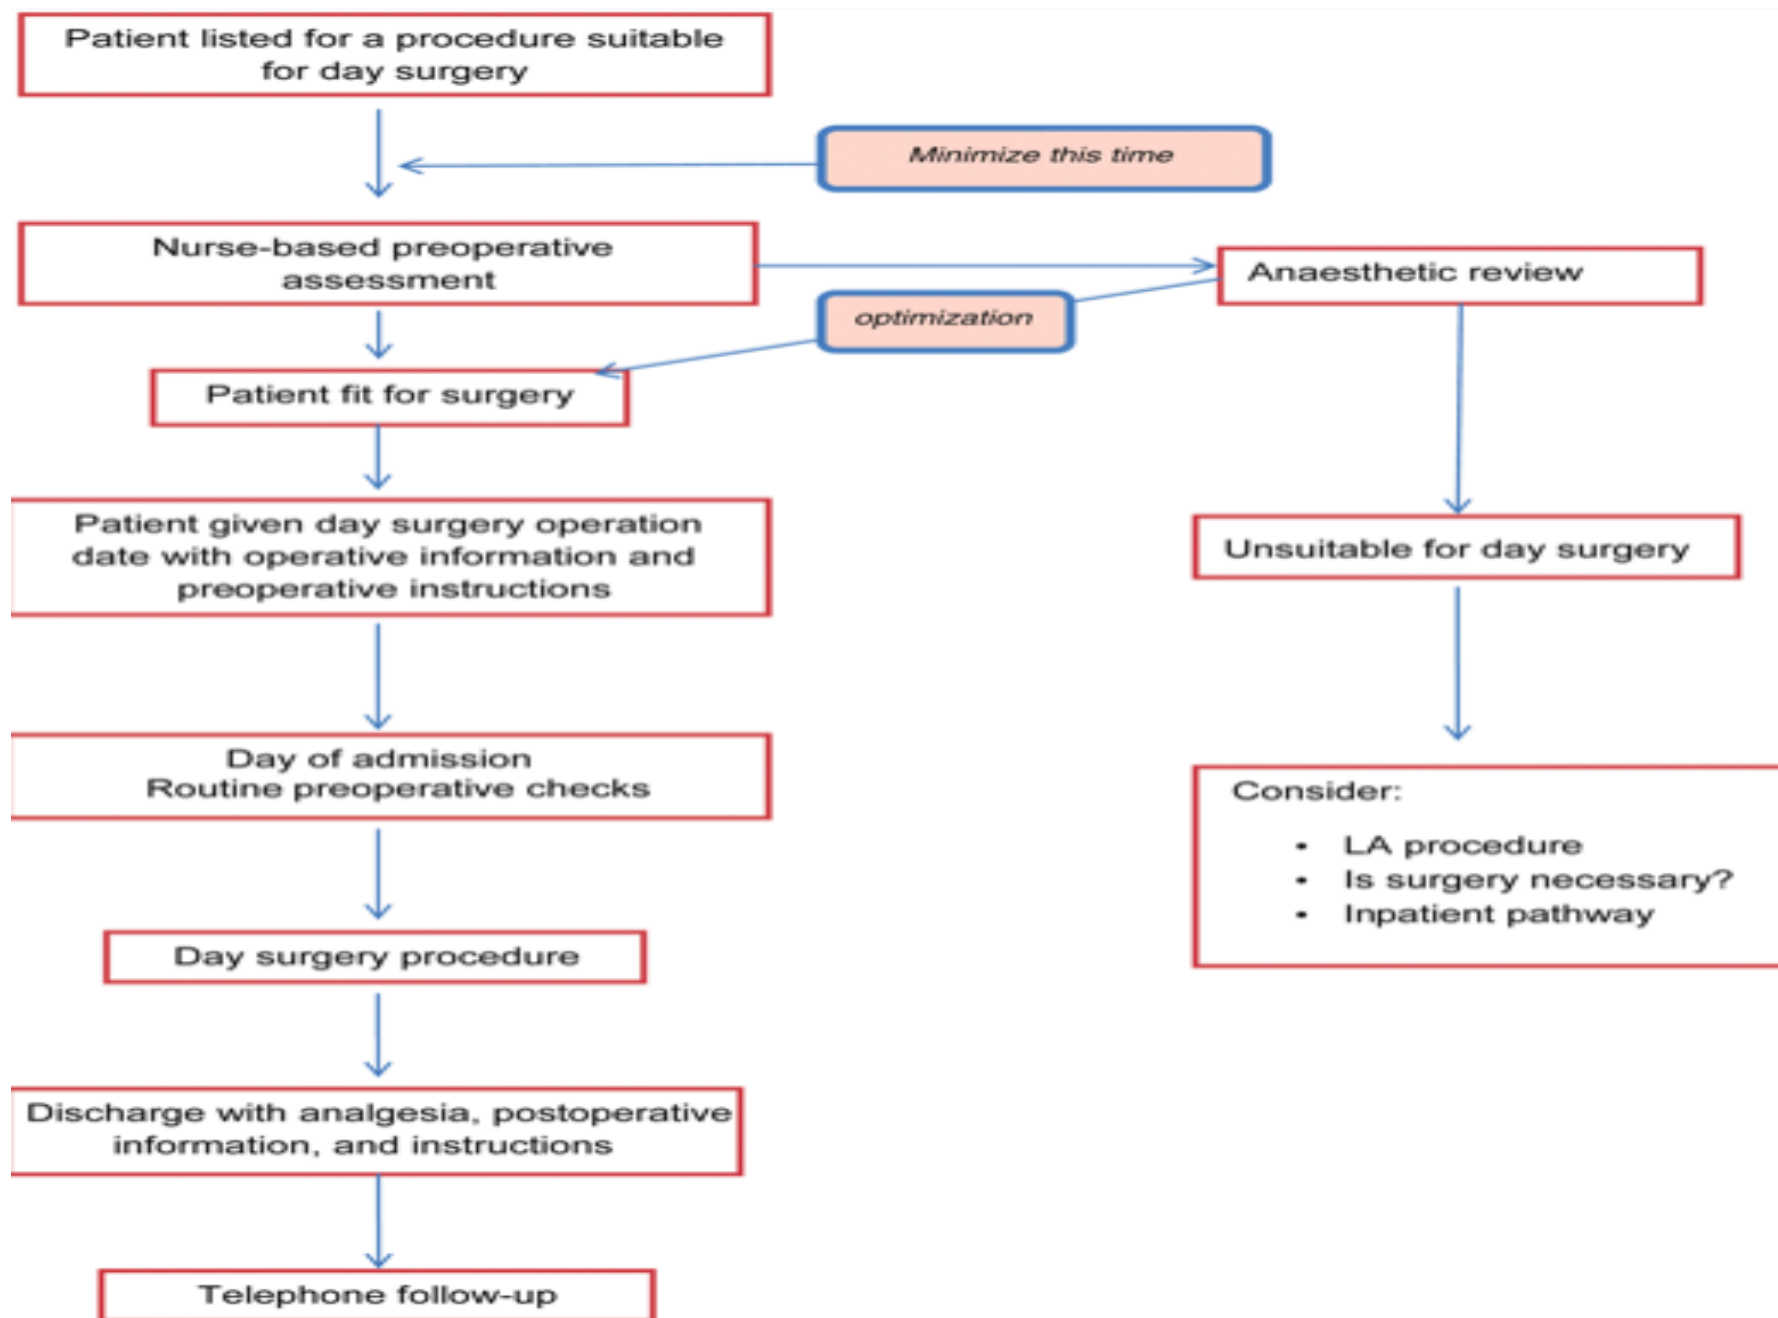 Patient listed for a procedure suitable
for day surgery
Minimize this time
Nurse-based preoperative
assessment
Anaesthetic review
optimization
Patient fit for surgery
Patient given day surgery operation
date with operative information and
preoperative instructions
Unsuitable for day surgery
Day of admission
Routine preoperative checks
Consider:
• LA procedure
• Is surgery necessary?
• Inpatient pathway
Day surgery procedure
Discharge with analgesia, postoperative
information, and instructions
Telephone follow-up